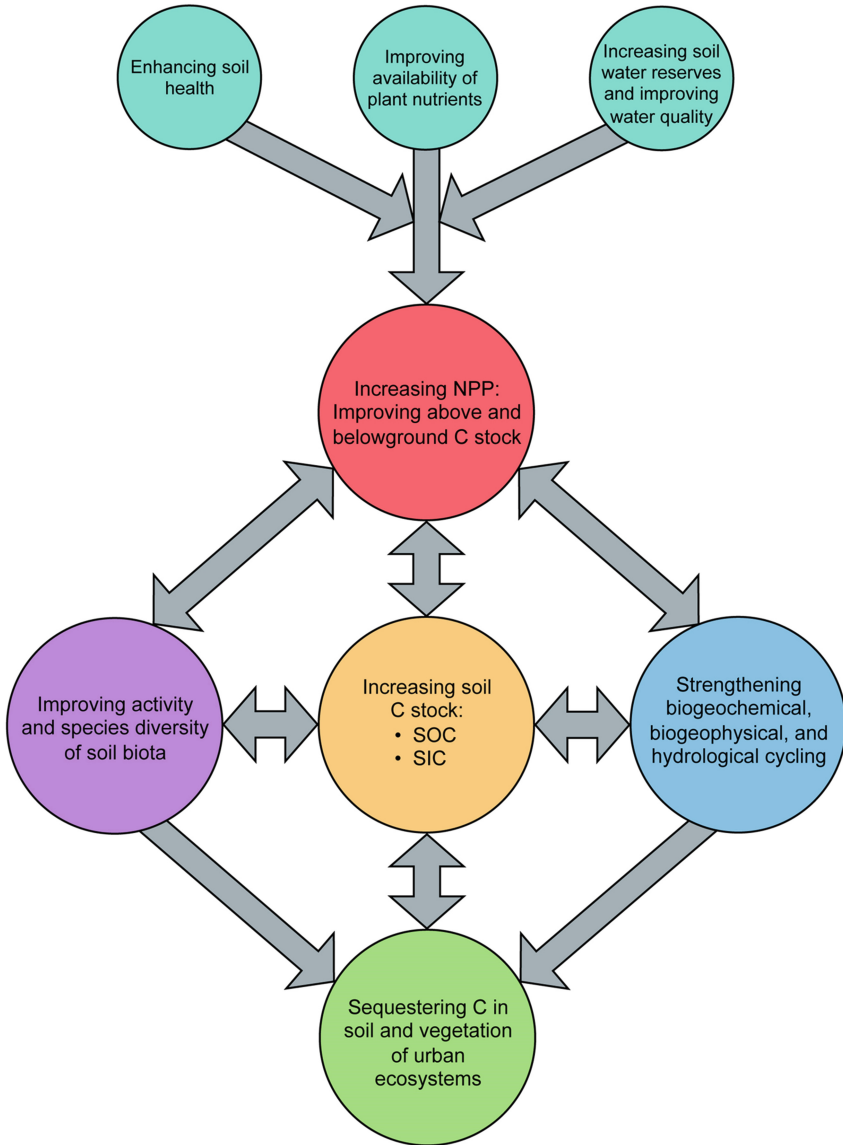 Enhancing soil
health
Improving
availability of
plant nutrients
Increasing soil
water reserves
and improving
water quality
Increasing NPP:
Improving above and
belowground C stock
Improving activity
and species diversity
of soil biota
Increasing soil
C stock:
• SOC
• SIC
Strengthening
biogeochemical,
biogeophysical, and
hydrological cycling
Sequestering C in
soil and vegetation
of urban
ecosystems